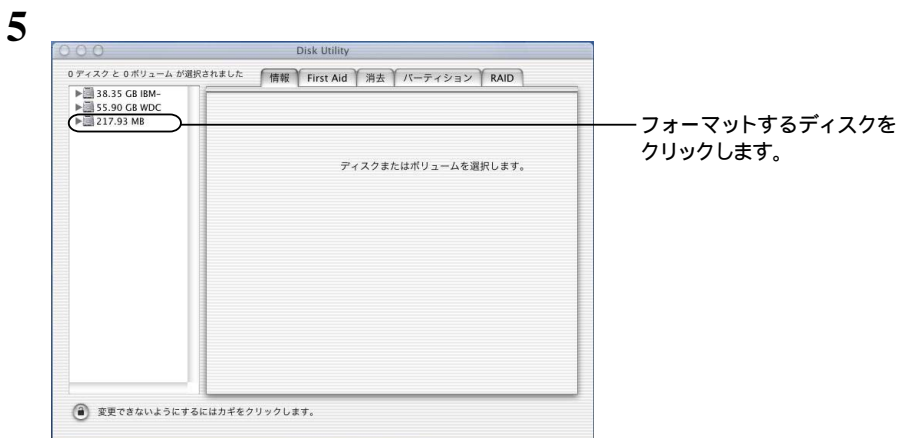 5
Disk Utility
0 ディスク と 0 ボリューム が選択されました
情報 First Aid 消去 パーティション RAID
38.35 GB IBM-
55.90 GB WDC
217.93 MB
フォーマットするディスクを
クリックします。
ディスクまたはボリュームを選択します。
変更できないようにするにはカギをクリックします。